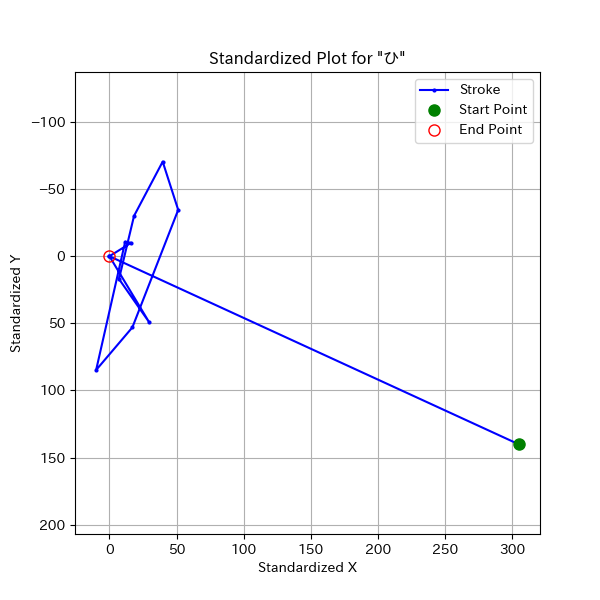 Standardized Plot for "ひ"
Stroke
Start Point
End Point
−100
−50
0
50
100
150
200
Standardized Y
0 50 100 150 200 250 300
Standardized X